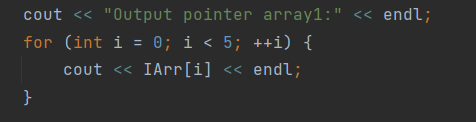 cout << "Output pointer array1:" << endl;
for (int i = 0; i < 5; ++i) {
    cout << IArr[i] << endl;
}